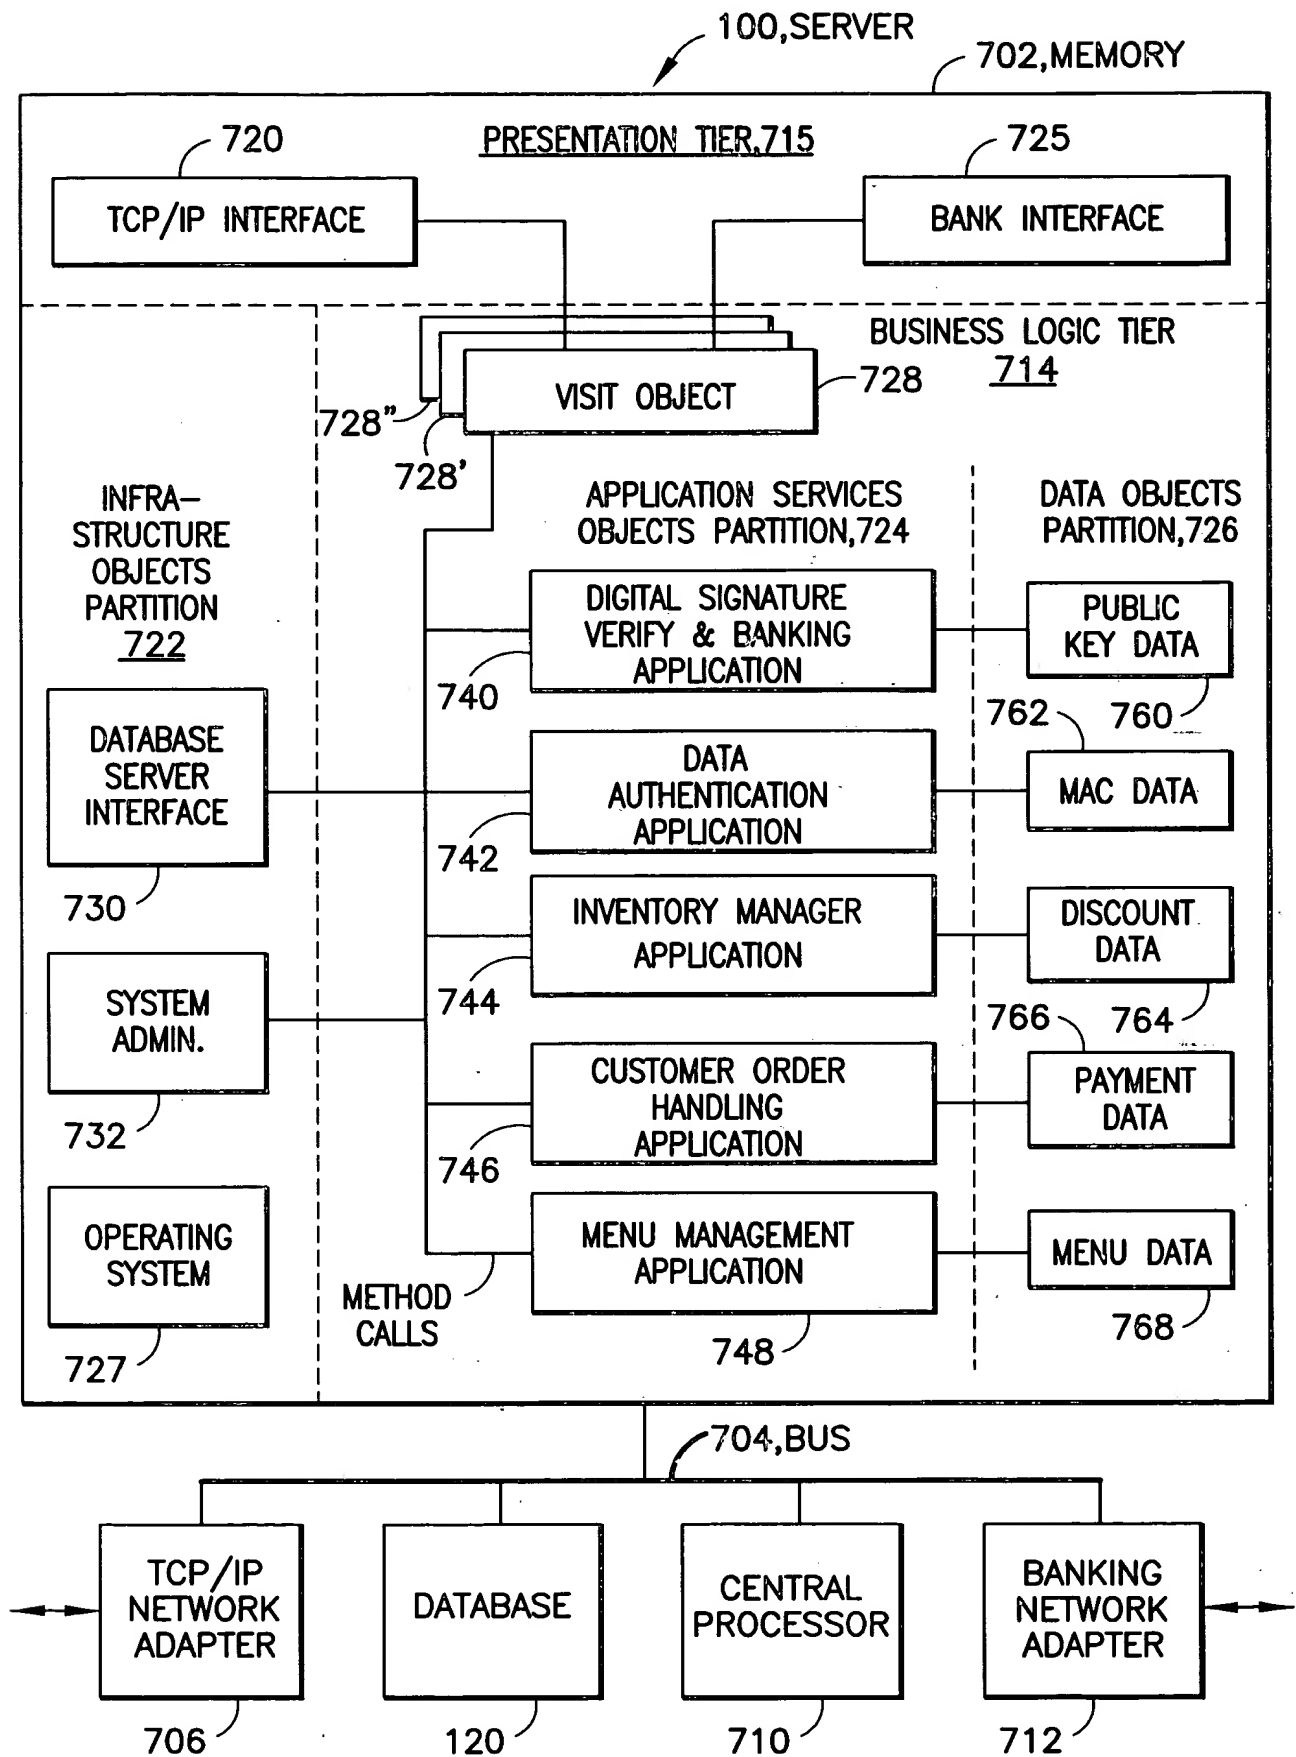 100,SERVER
702,MEMORY
PRESENTATION TIER,715
720
725
TCP/IP INTERFACE
BANK INTERFACE
BUSINESS LOGIC TIER
714
VISIT OBJECT
728
728"
728'
INFRA-
STRUCTURE
OBJECTS
PARTITION
722
APPLICATION SERVICES
OBJECTS PARTITION,724
DATA OBJECTS
PARTITION,726
DIGITAL SIGNATURE
VERIFY & BANKING
APPLICATION
740
PUBLIC
KEY DATA
760
DATABASE
SERVER
INTERFACE
730
DATA
AUTHENTICATION
APPLICATION
742
762
MAC DATA
INVENTORY MANAGER
APPLICATION
744
DISCOUNT
DATA
764
SYSTEM
ADMIN.
732
CUSTOMER ORDER
HANDLING
APPLICATION
746
766
PAYMENT
DATA
OPERATING
SYSTEM
727
METHOD
CALLS
MENU MANAGEMENT
APPLICATION
748
MENU DATA
768
704,BUS
TCP/IP
NETWORK
ADAPTER
706
DATABASE
120
CENTRAL
PROCESSOR
710
BANKING
NETWORK
ADAPTER
712